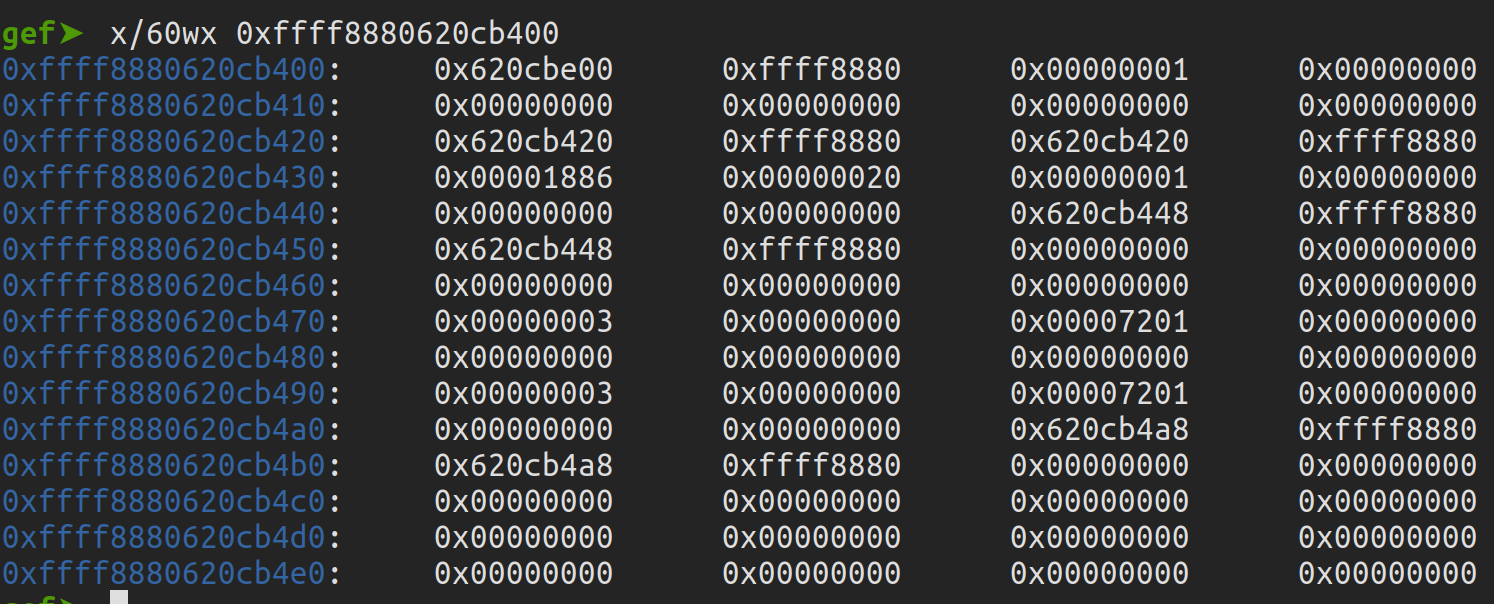 gef➤ x/60wx 0xffff8880620cb400
0xffff8880620cb400: 0x620cbe00 0xffff8880 0x00000001 0x00000000
0xffff8880620cb410: 0x00000000 0x00000000 0x00000000 0x00000000
0xffff8880620cb420: 0x620cb420 0xffff8880 0x620cb420 0xffff8880
0xffff8880620cb430: 0x00001886 0x00000020 0x00000001 0x00000000
0xffff8880620cb440: 0x00000000 0x00000000 0x620cb448 0xffff8880
0xffff8880620cb450: 0x620cb448 0xffff8880 0x00000000 0x00000000
0xffff8880620cb460: 0x00000000 0x00000000 0x00000000 0x00000000
0xffff8880620cb470: 0x00000003 0x00000000 0x00007201 0x00000000
0xffff8880620cb480: 0x00000000 0x00000000 0x00000000 0x00000000
0xffff8880620cb490: 0x00000003 0x00000000 0x00007201 0x00000000
0xffff8880620cb4a0: 0x00000000 0x00000000 0x620cb4a8 0xffff8880
0xffff8880620cb4b0: 0x620cb4a8 0xffff8880 0x00000000 0x00000000
0xffff8880620cb4c0: 0x00000000 0x00000000 0x00000000 0x00000000
0xffff8880620cb4d0: 0x00000000 0x00000000 0x00000000 0x00000000
0xffff8880620cb4e0: 0x00000000 0x00000000 0x00000000 0x00000000
gef➤